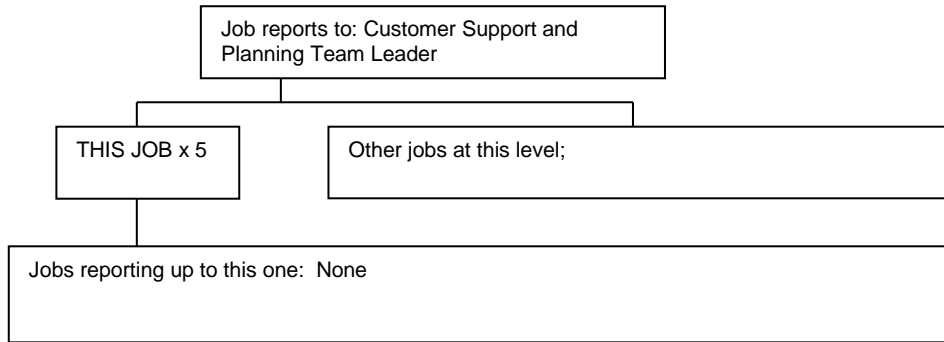 Job reports to: Customer Support and
Planning Team Leader
THIS JOB x 5
Other jobs at this level;
Jobs reporting up to this one:  None